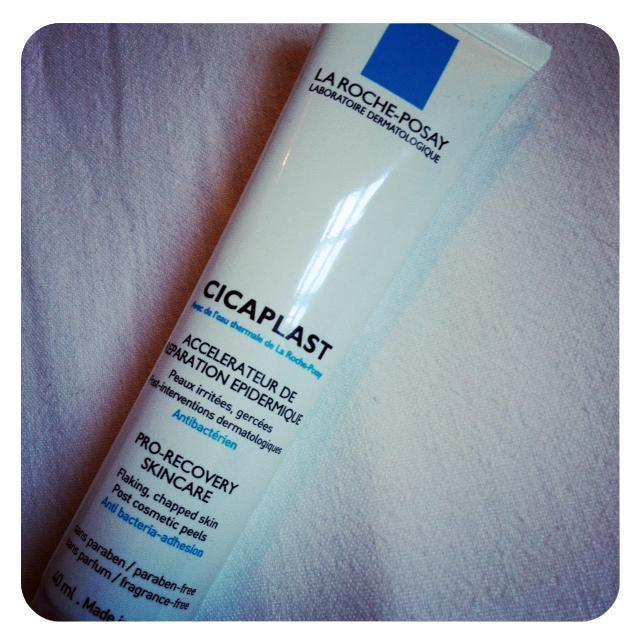 LA ROCHE-POSAY
LABORATOIRE DERMATOLOGIQUE
CICAPLAST
Avec de l'eau thermale de La Roche-Posay
ACCELERATEUR DE
REPARATION EPIDERMIQUE
Peaux irritées, gercées
Post-interventions dermatologiques
Antibactérien
PRO-RECOVERY
SKINCARE
Flaking, chapped skin
Post cosmetic peels
Anti bacteria-adhesion
Sans paraben / paraben-free
Sans parfum / fragrance-free
40 ml . Made in